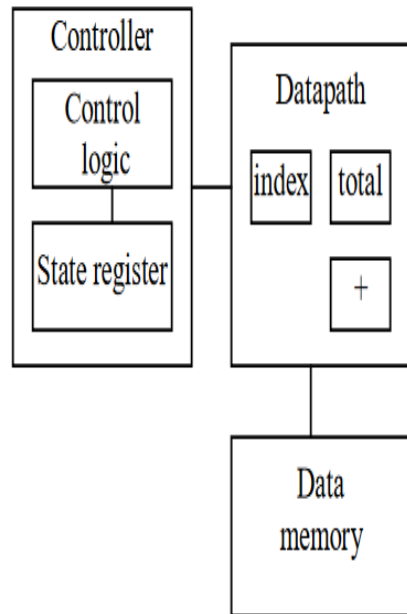 Controller
Control
logic
State register
Datapath
index
total
+
Data
memory